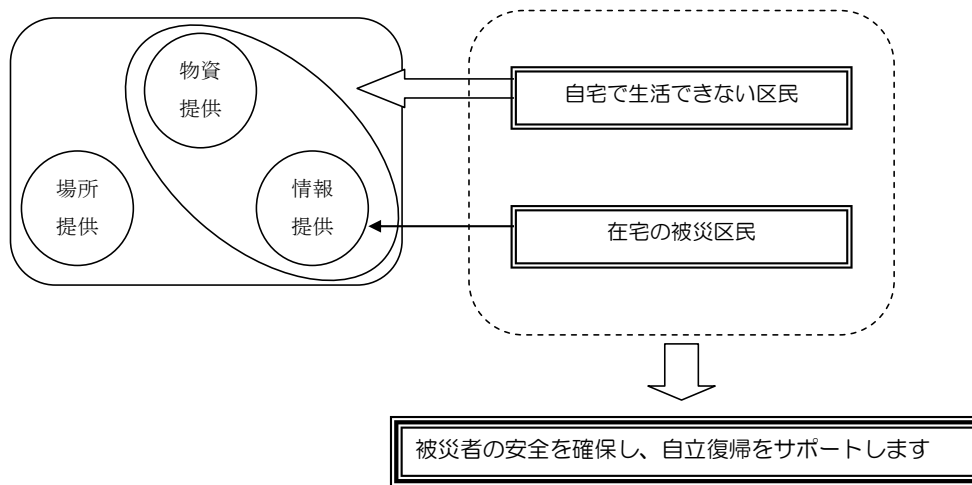 物資
提供
場所
提供
情報
提供
自宅で生活できない区民
在宅の被災区民
被災者の安全を確保し、自立復帰をサポートします